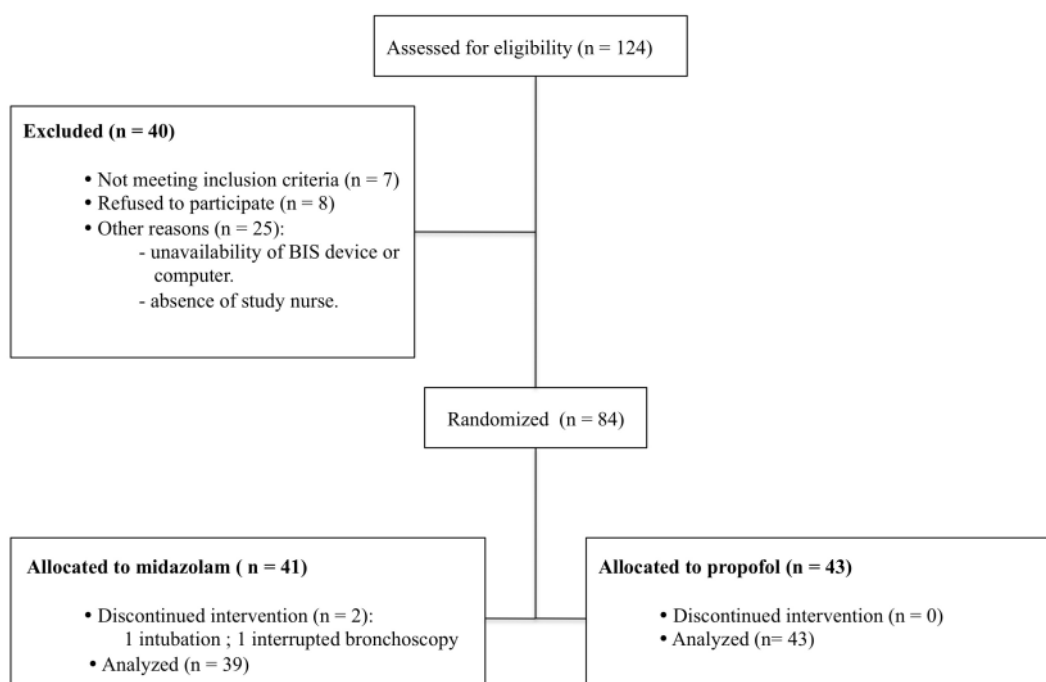 Assessed for eligibility (n = 124)
Excluded (n = 40)
• Not meeting inclusion criteria (n = 7)
• Refused to participate (n = 8)
• Other reasons (n = 25):
- unavailability of BIS device or
computer.
- absence of study nurse.
Randomized (n = 84)
Allocated to midazolam ( n = 41)
• Discontinued intervention (n = 2):
1 intubation ; 1 interrupted bronchoscopy
• Analyzed (n = 39)
Allocated to propofol (n = 43)
• Discontinued intervention (n = 0)
• Analyzed (n= 43)